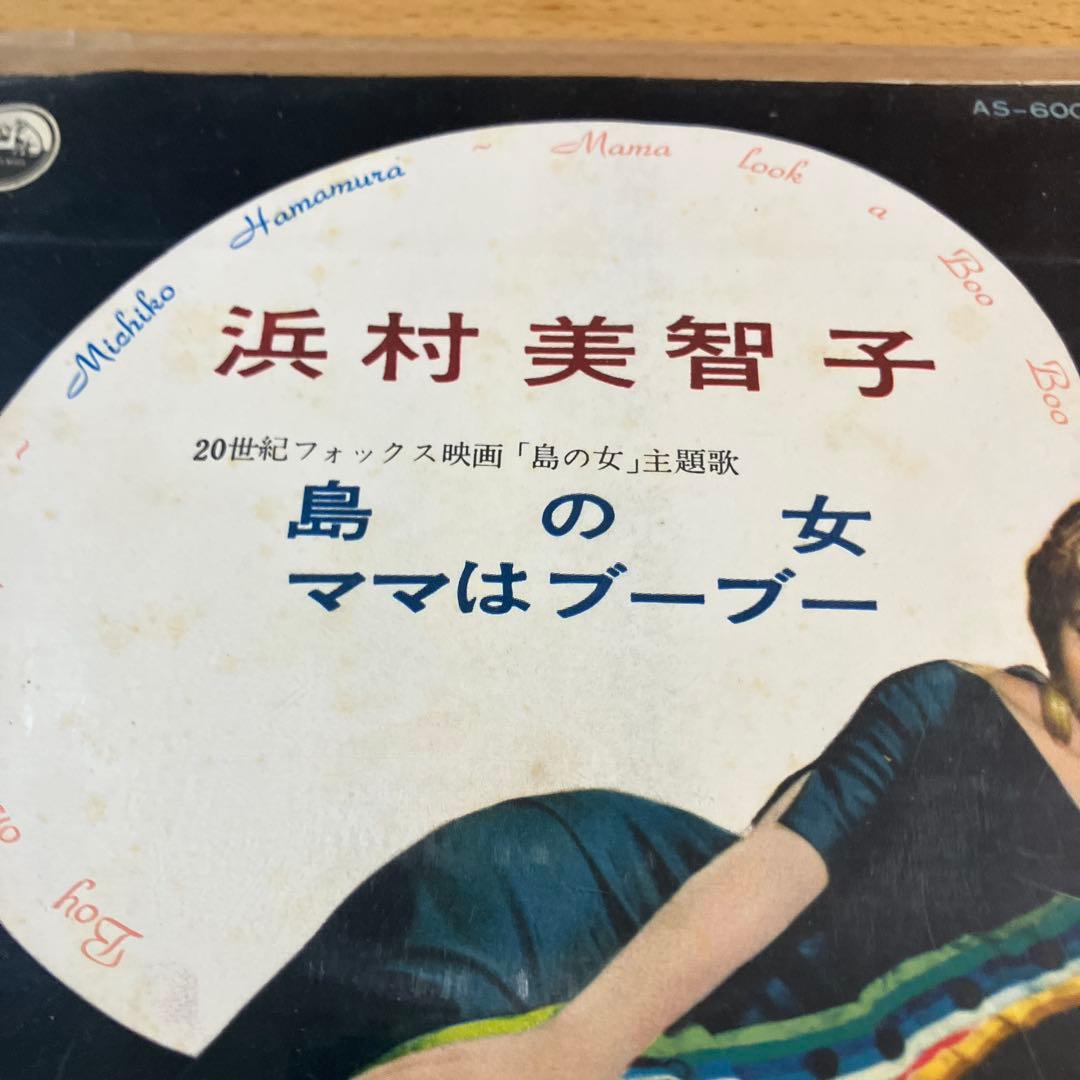 AS-600
Michiko Hamamura ~ Mama Look a Boo Boo
~
Boy
浜村美智子
20世紀フォックス映画「島の女」主題歌
島の女
ママはブーブー